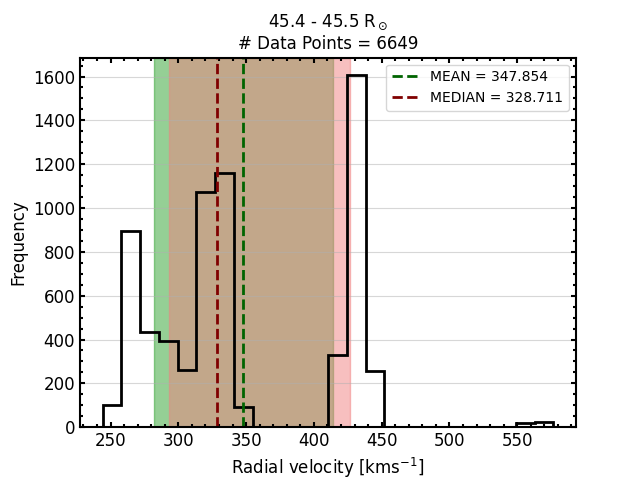 45.4 - 45.5 R⊙
# Data Points = 6649
MEAN = 347.854
MEDIAN = 328.711
1600
1400
1200
1000
800
600
400
200
0
Frequency
250 300 350 400 450 500 550
Radial velocity [kms⁻¹]